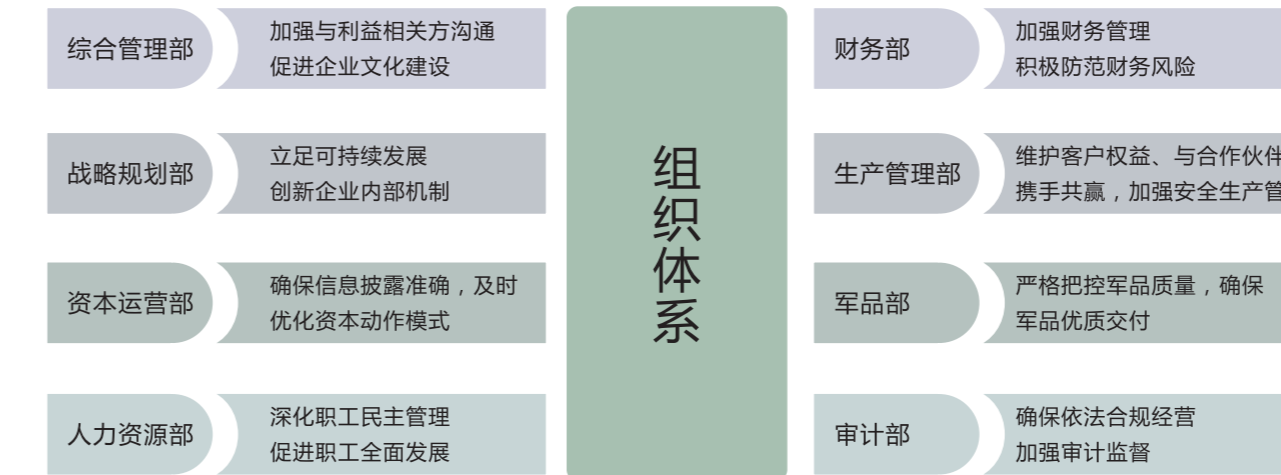 综合管理部
加强与利益相关方沟通
促进企业文化建设
战略规划部
立足可持续发展
创新企业内部机制
资本运营部
确保信息披露准确，及时
优化资本动作模式
人力资源部
深化职工民主管理
促进职工全面发展
组织体系
财务部
加强财务管理
积极防范财务风险
生产管理部
维护客户权益、与合作伙伴
携手共赢，加强安全生产管
军品部
严格把控军品质量，确保
军品优质交付
审计部
确保依法合规经营
加强审计监督